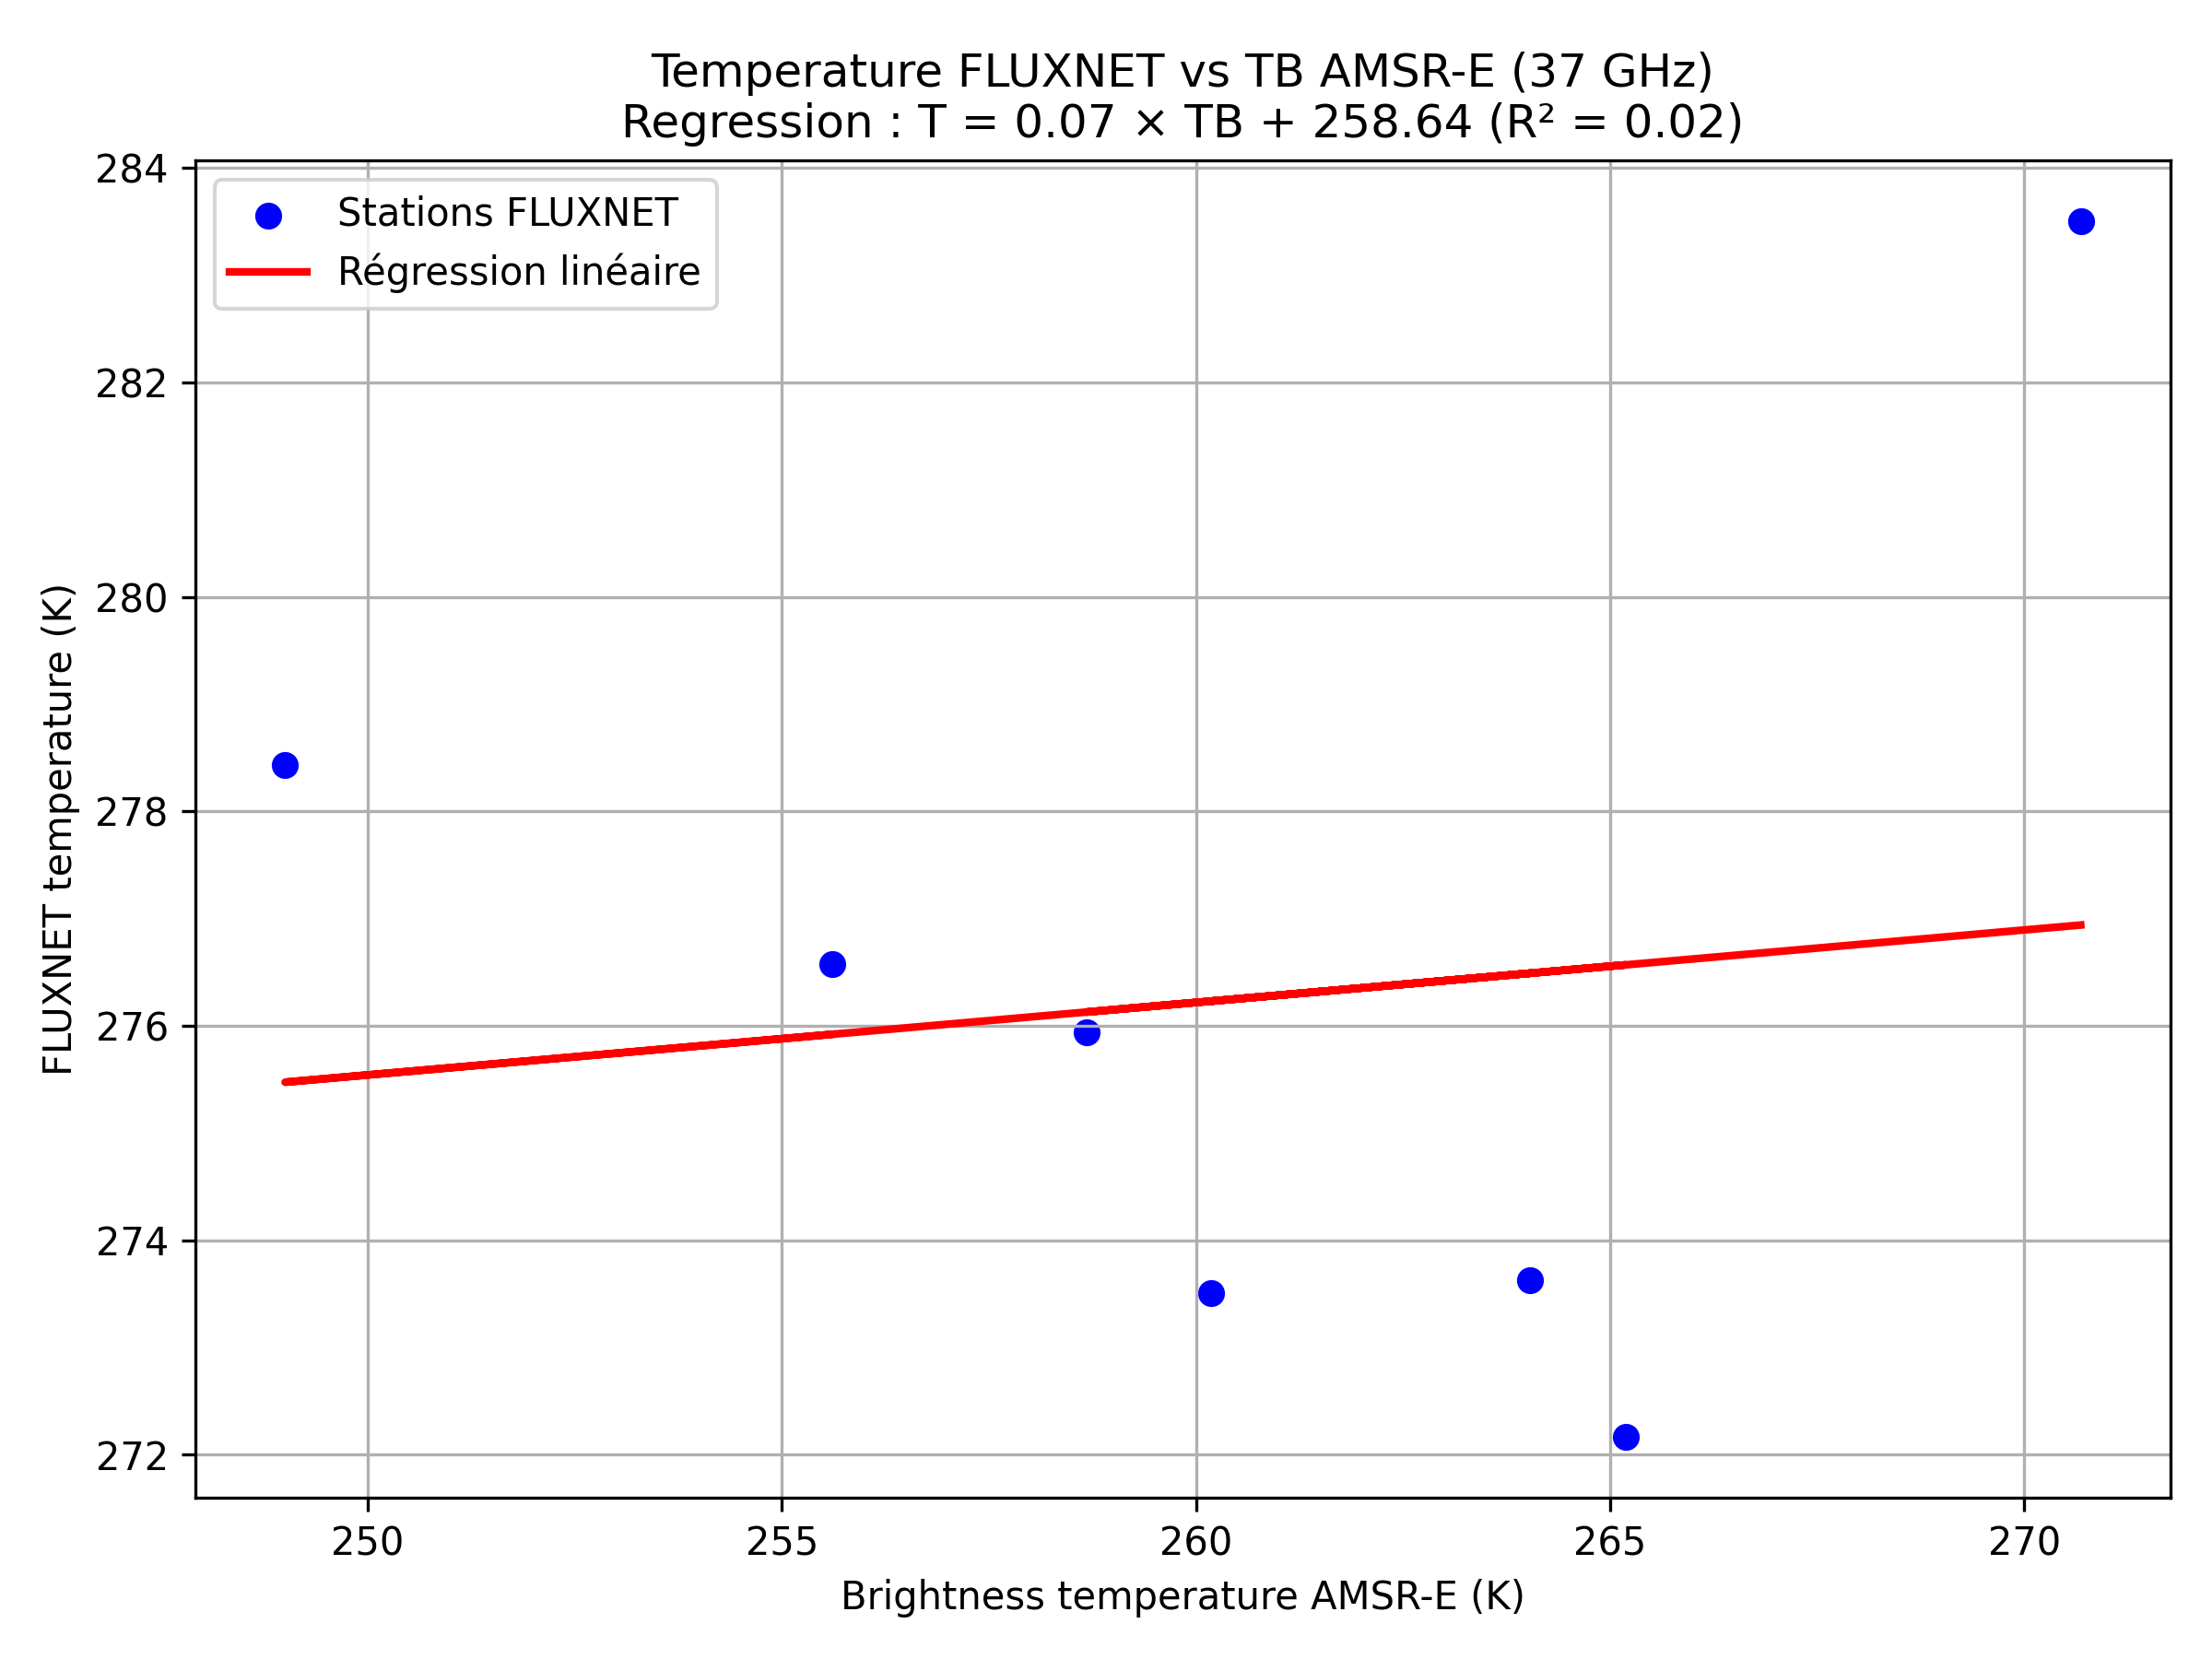 Temperature FLUXNET vs TB AMSR-E (37 GHz)
Regression : T = 0.07 × TB + 258.64 (R² = 0.02)
Stations FLUXNET
Régression linéaire
FLUXNET temperature (K)
284
282
280
278
276
274
272
250 255 260 265 270
Brightness temperature AMSR-E (K)